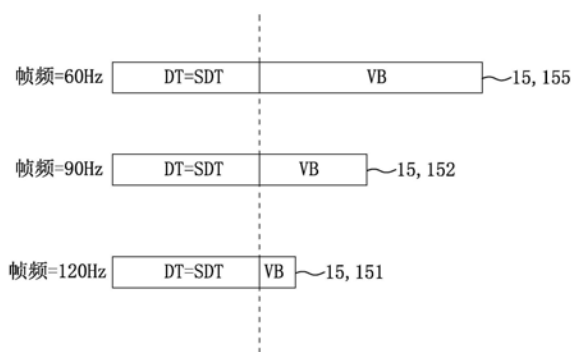 帧频=60Hz DT=SDT VB 15, 155
帧频=90Hz DT=SDT VB 15, 152
帧频=120Hz DT=SDT VB 15, 151